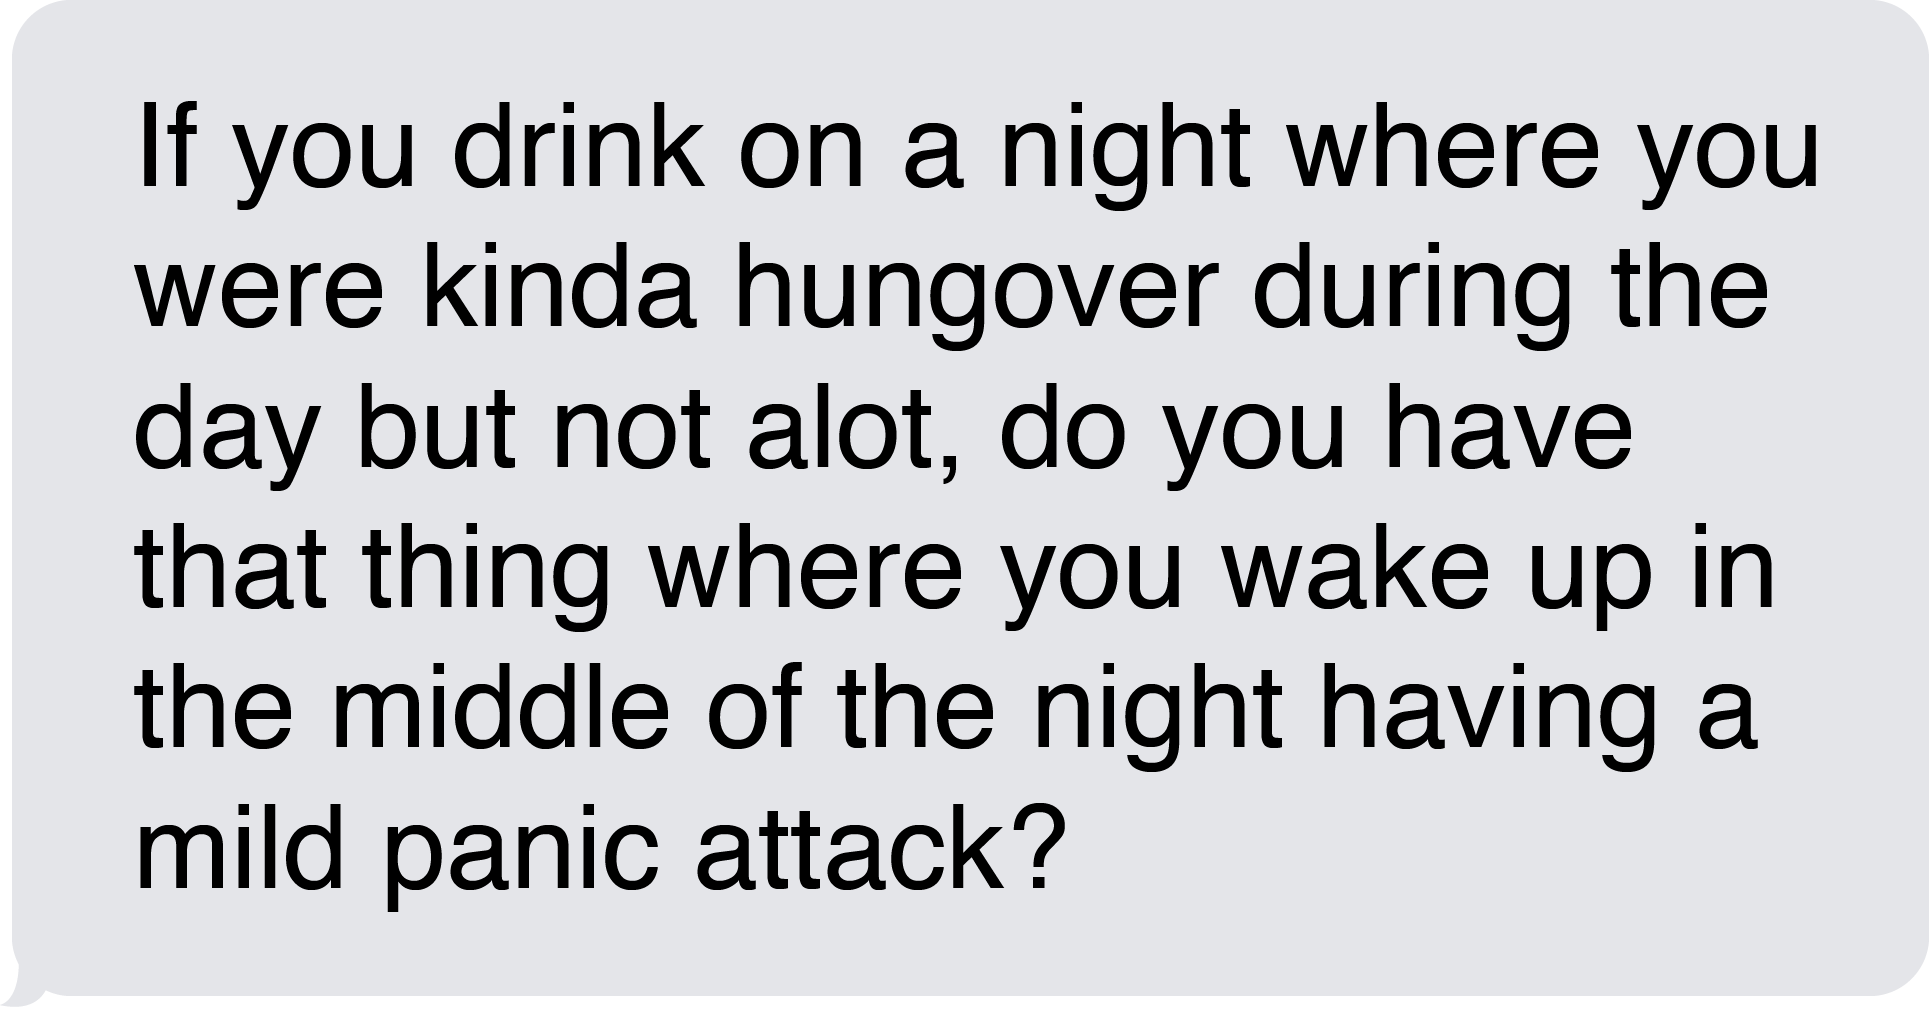 If you drink on a night where you
were kinda hungover during the
day but not alot, do you have
that thing where you wake up in
the middle of the night having a
mild panic attack?